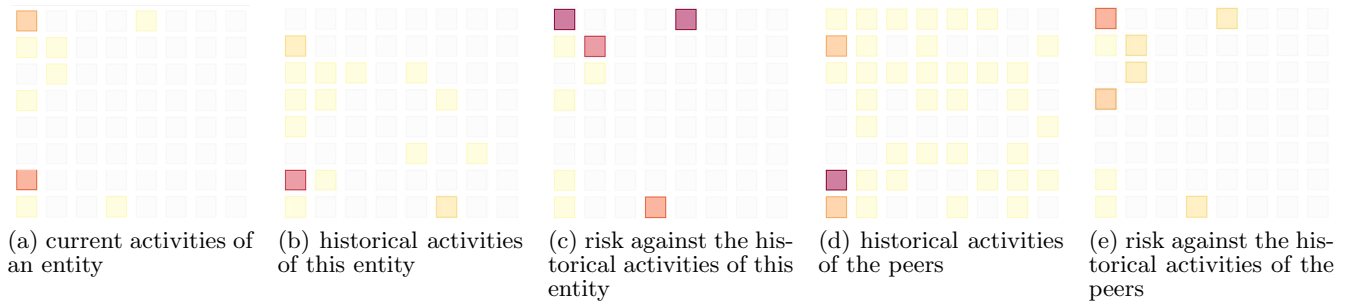 (a) current activities of
an entity
(b) historical activities
of this entity
(c) risk against the his-
torical activities of this
entity
(d) historical activities
of the peers
(e) risk against the his-
torical activities of the
peers